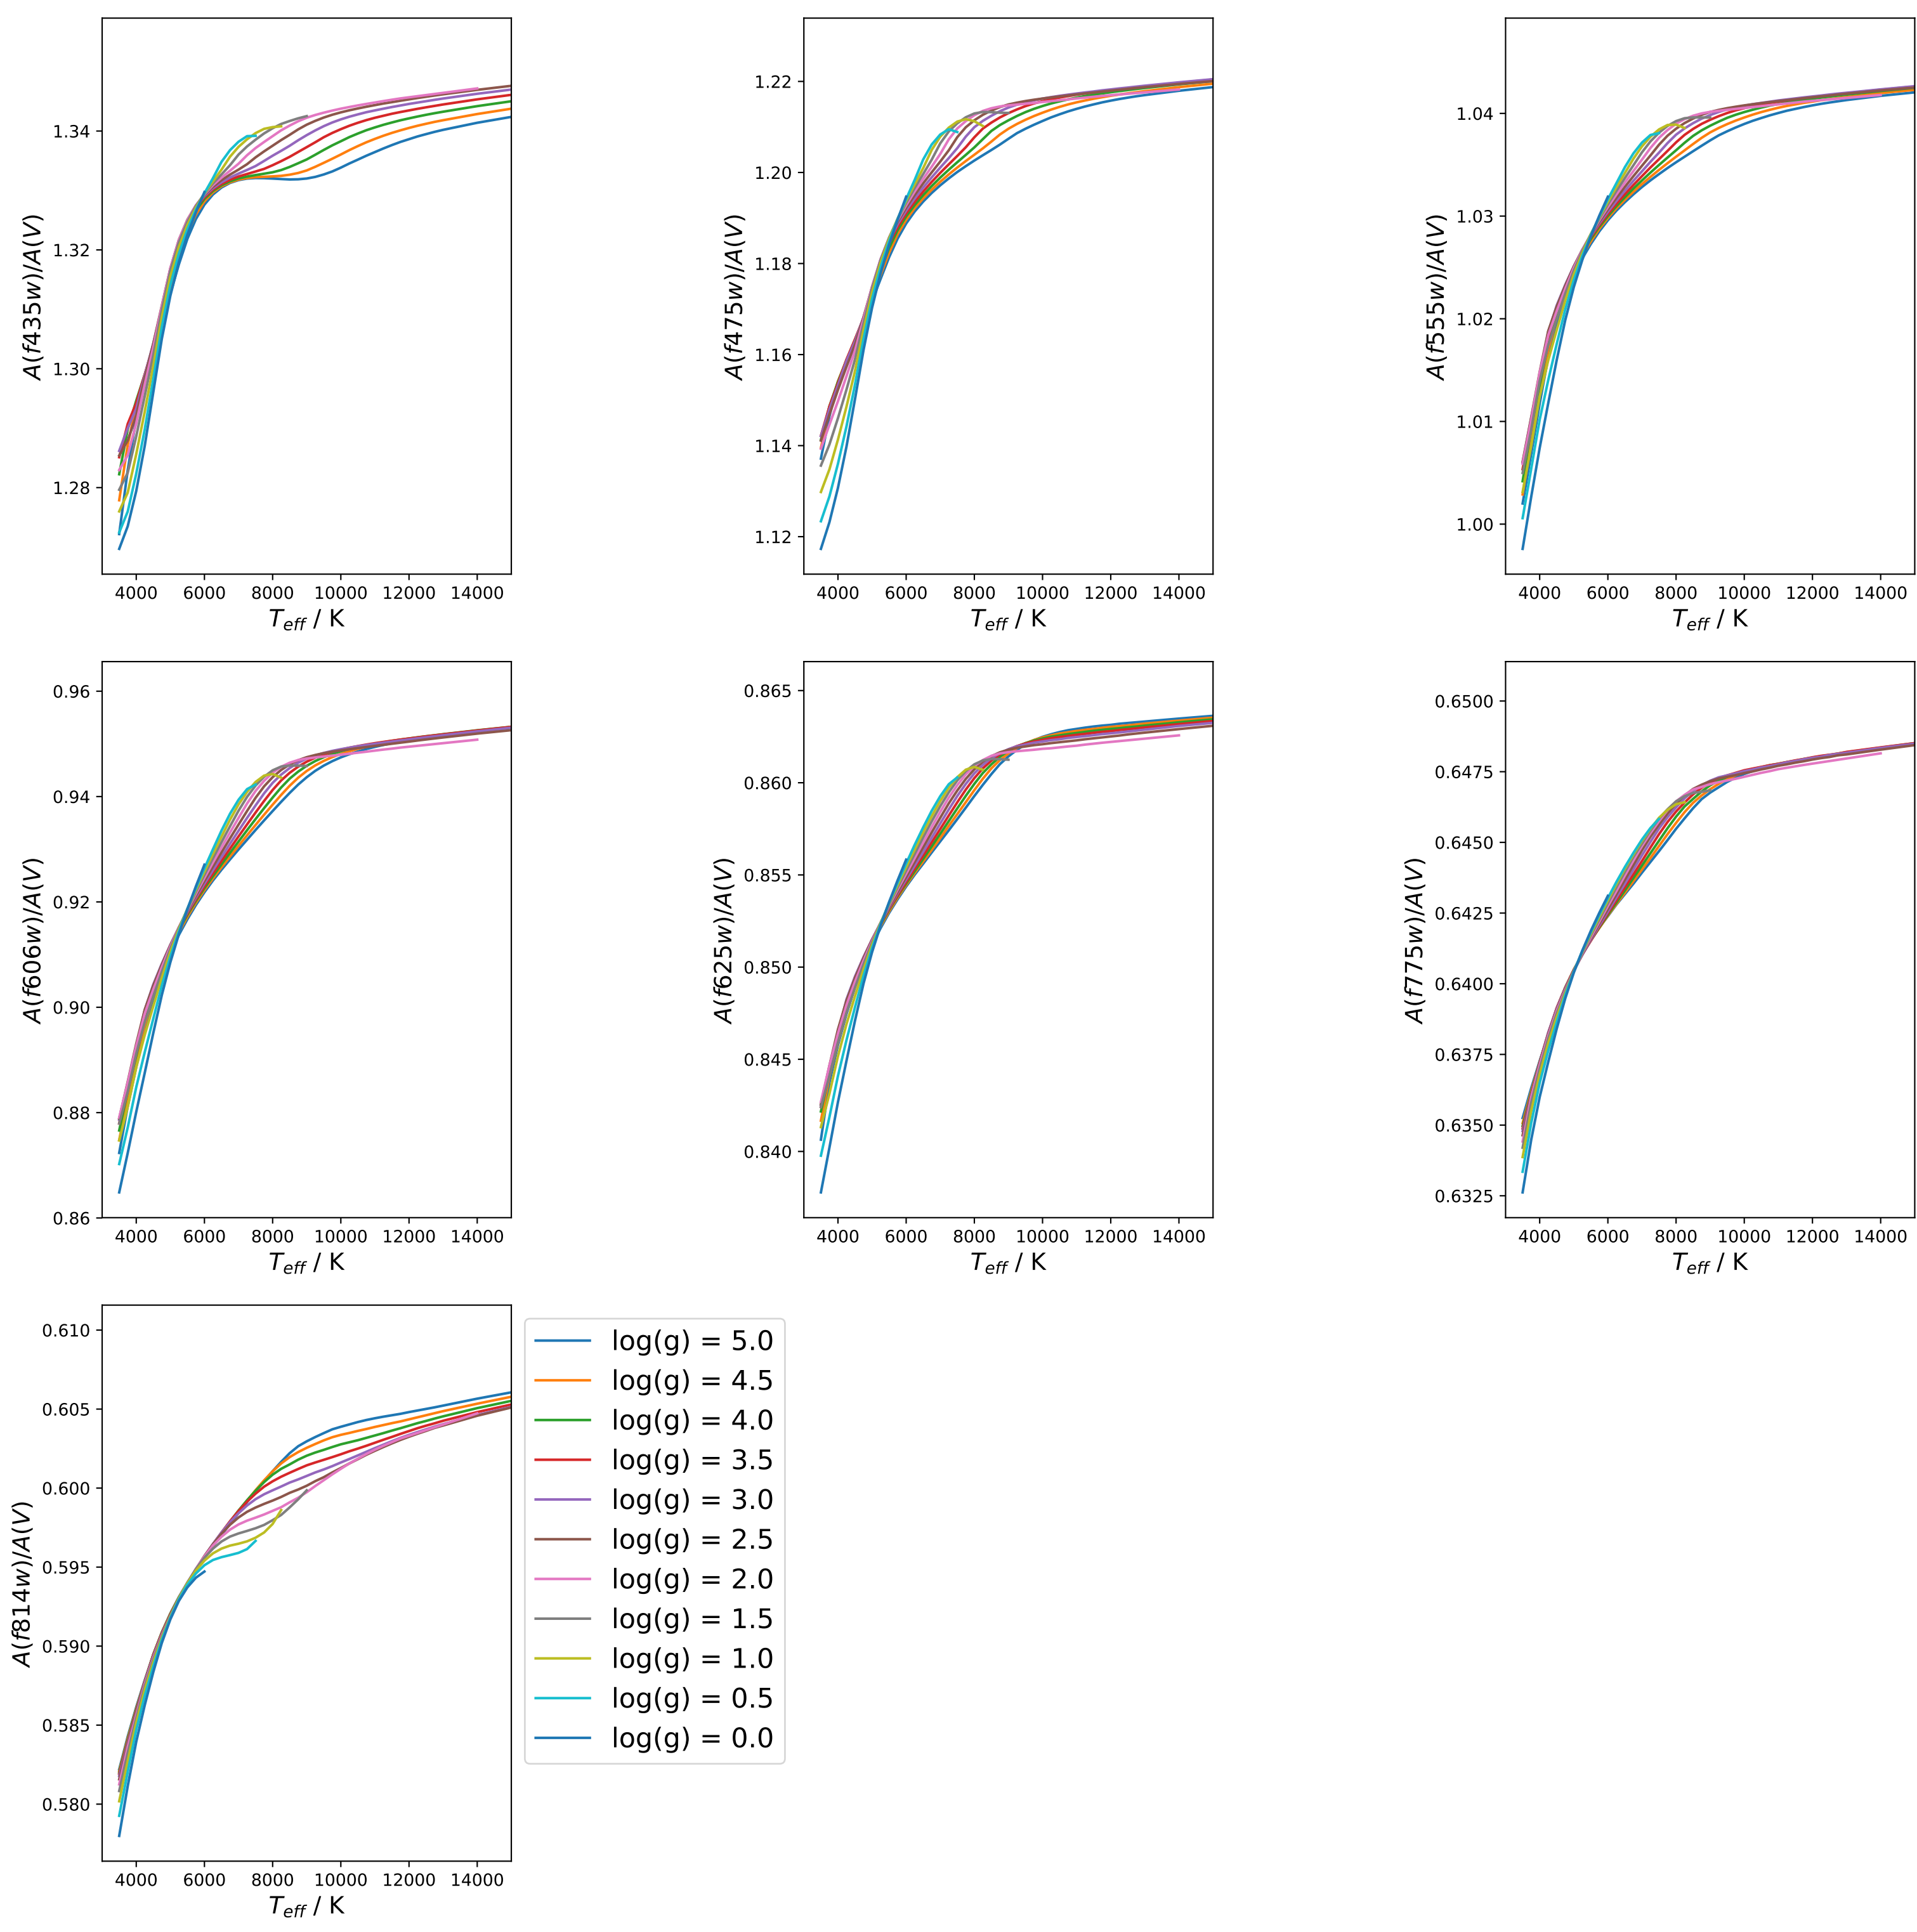 A(f435w)/A(V)
1.34
1.32
1.30
1.28
4000 6000 8000 10000 12000 14000
T_eff / K
A(f475w)/A(V)
1.22
1.20
1.18
1.16
1.14
1.12
4000 6000 8000 10000 12000 14000
T_eff / K
A(f555w)/A(V)
1.04
1.03
1.02
1.01
1.00
4000 6000 8000 10000 12000 14000
T_eff / K
A(f606w)/A(V)
0.96
0.94
0.92
0.90
0.88
0.86
4000 6000 8000 10000 12000 14000
T_eff / K
A(f625w)/A(V)
0.865
0.860
0.855
0.850
0.845
0.840
4000 6000 8000 10000 12000 14000
T_eff / K
A(f775w)/A(V)
0.6500
0.6475
0.6450
0.6425
0.6400
0.6375
0.6350
0.6325
4000 6000 8000 10000 12000 14000
T_eff / K
A(f814w)/A(V)
0.610
0.605
0.600
0.595
0.590
0.585
0.580
4000 6000 8000 10000 12000 14000
T_eff / K
log(g) = 5.0
log(g) = 4.5
log(g) = 4.0
log(g) = 3.5
log(g) = 3.0
log(g) = 2.5
log(g) = 2.0
log(g) = 1.5
log(g) = 1.0
log(g) = 0.5
log(g) = 0.0